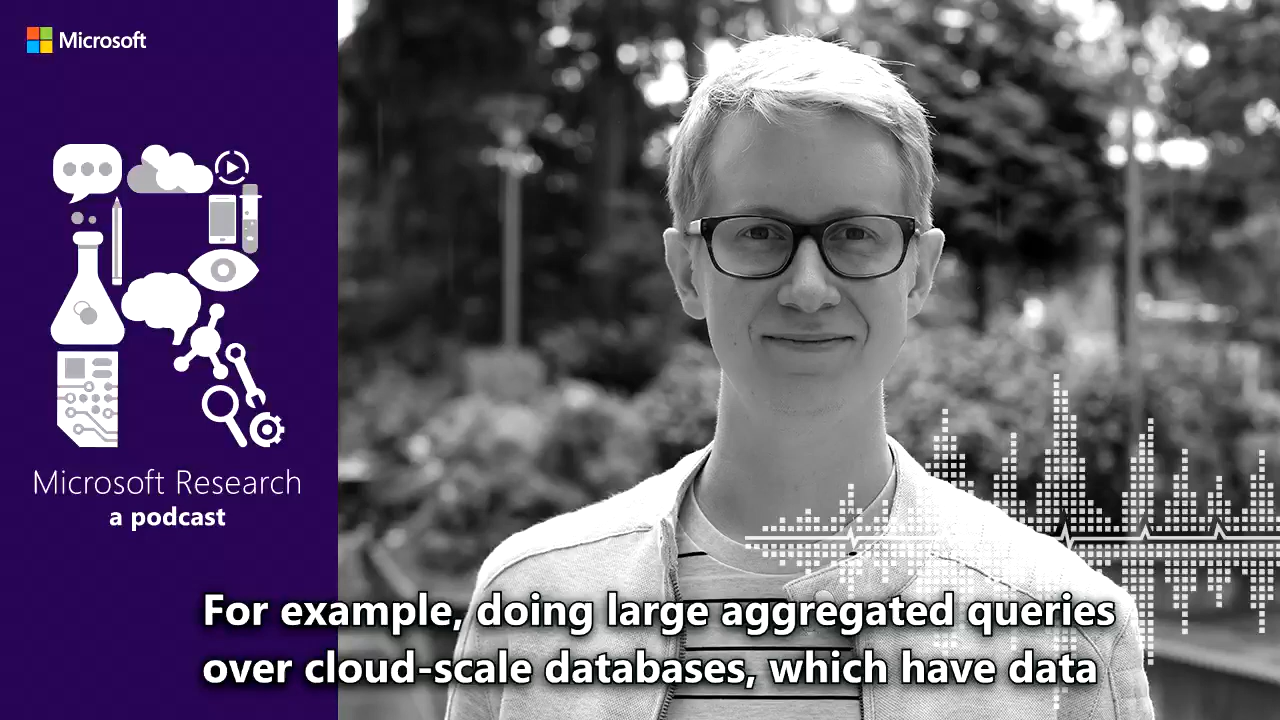 Microsoft
Microsoft Research
a podcast
For example, doing large aggregated queries
over cloud-scale databases, which have data